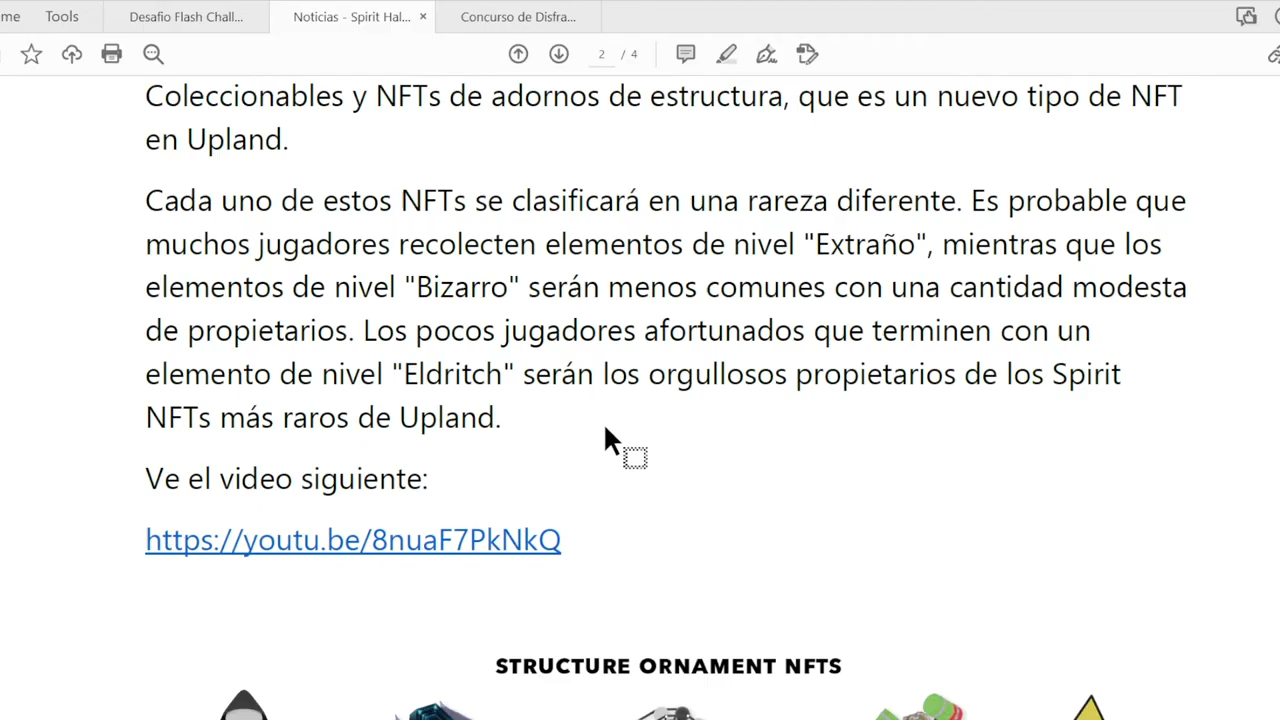 me Tools Desafio Flash Chall... Noticias - Spirit Hal... × Concurso de Disfra...
2 / 4
Coleccionables y NFTs de adornos de estructura, que es un nuevo tipo de NFT
en Upland.
Cada uno de estos NFTs se clasificará en una rareza diferente. Es probable que
muchos jugadores recolecten elementos de nivel "Extraño", mientras que los
elementos de nivel "Bizarro" serán menos comunes con una cantidad modesta
de propietarios. Los pocos jugadores afortunados que terminen con un
elemento de nivel "Eldritch" serán los orgullosos propietarios de los Spirit
NFTs más raros de Upland.
Ve el video siguiente:
https://youtu.be/8nuaF7PkNkQ
STRUCTURE ORNAMENT NFTS